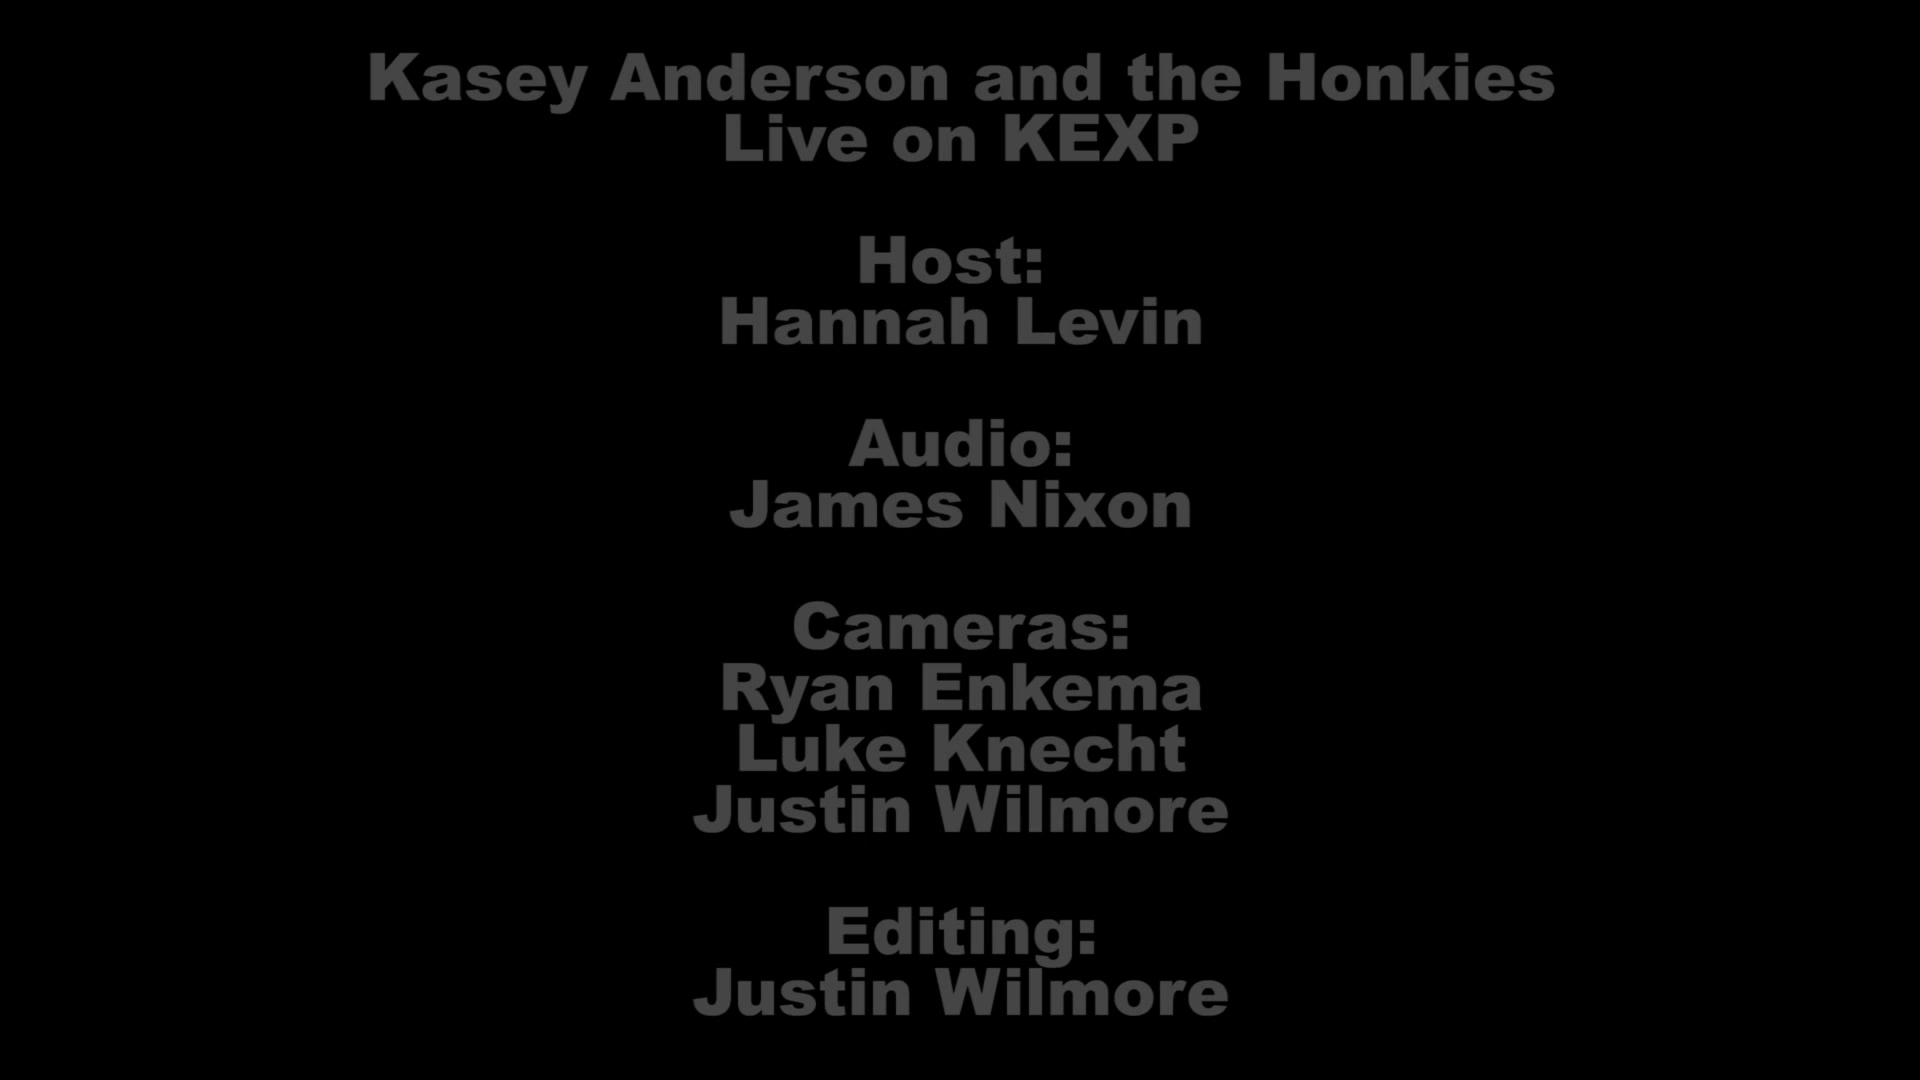 Kasey Anderson and the Honkies
Live on KEXP
Host:
Hannah Levin
Audio:
James Nixon
Cameras:
Ryan Enkema
Luke Knecht
Justin Wilmore
Editing:
Justin Wilmore